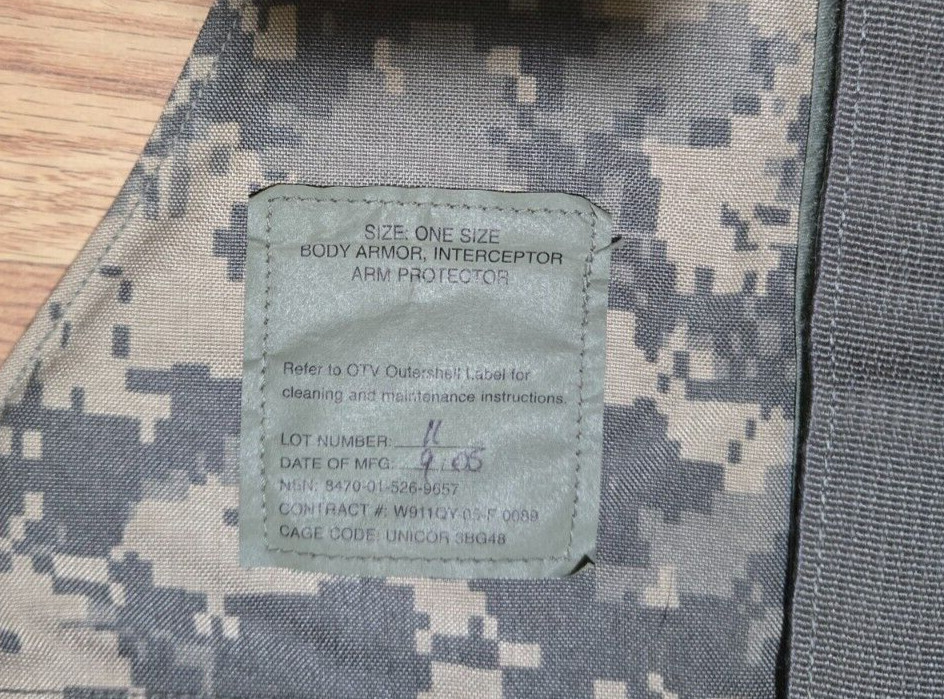 SIZE: ONE SIZE
BODY ARMOR, INTERCEPTOR
ARM PROTECTOR
Refer to OTV Outershell Label for
cleaning and maintenance instructions.
LOT NUMBER: 11
DATE OF MFG: 9/05
NSN: 8470-01-526-9657
CONTRACT #: W911QY-05-F 0089
CAGE CODE: UNICOR 3BG48